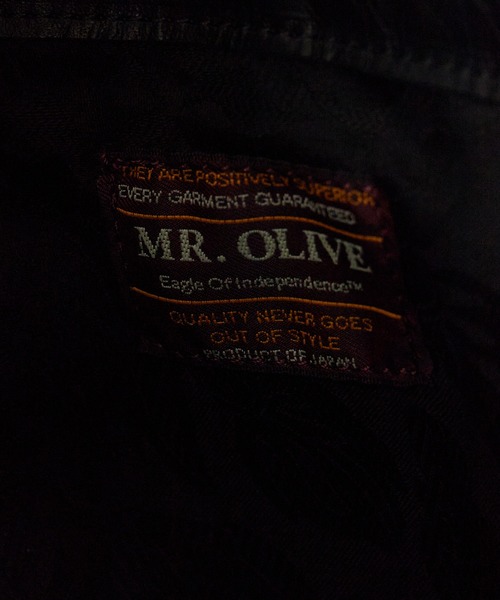 THEY ARE POSITIVELY SUPERIOR
EVERY GARMENT GUARANTEED
MR. OLIVE
Eagle Of Independence™
QUALITY NEVER GOES
OUT OF STYLE
PRODUCT OF JAPAN